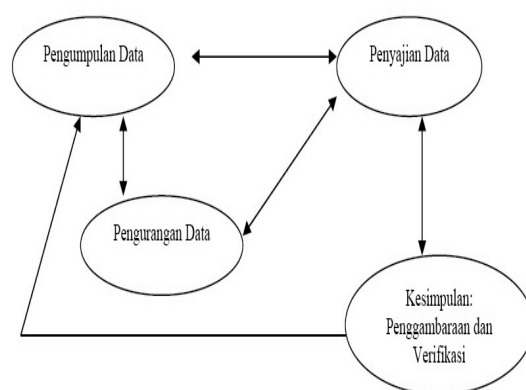 Pengumpulan Data
Penyajian Data
Pengurangan Data
Kesimpulan:
Penggambaraan dan
Verifikasi